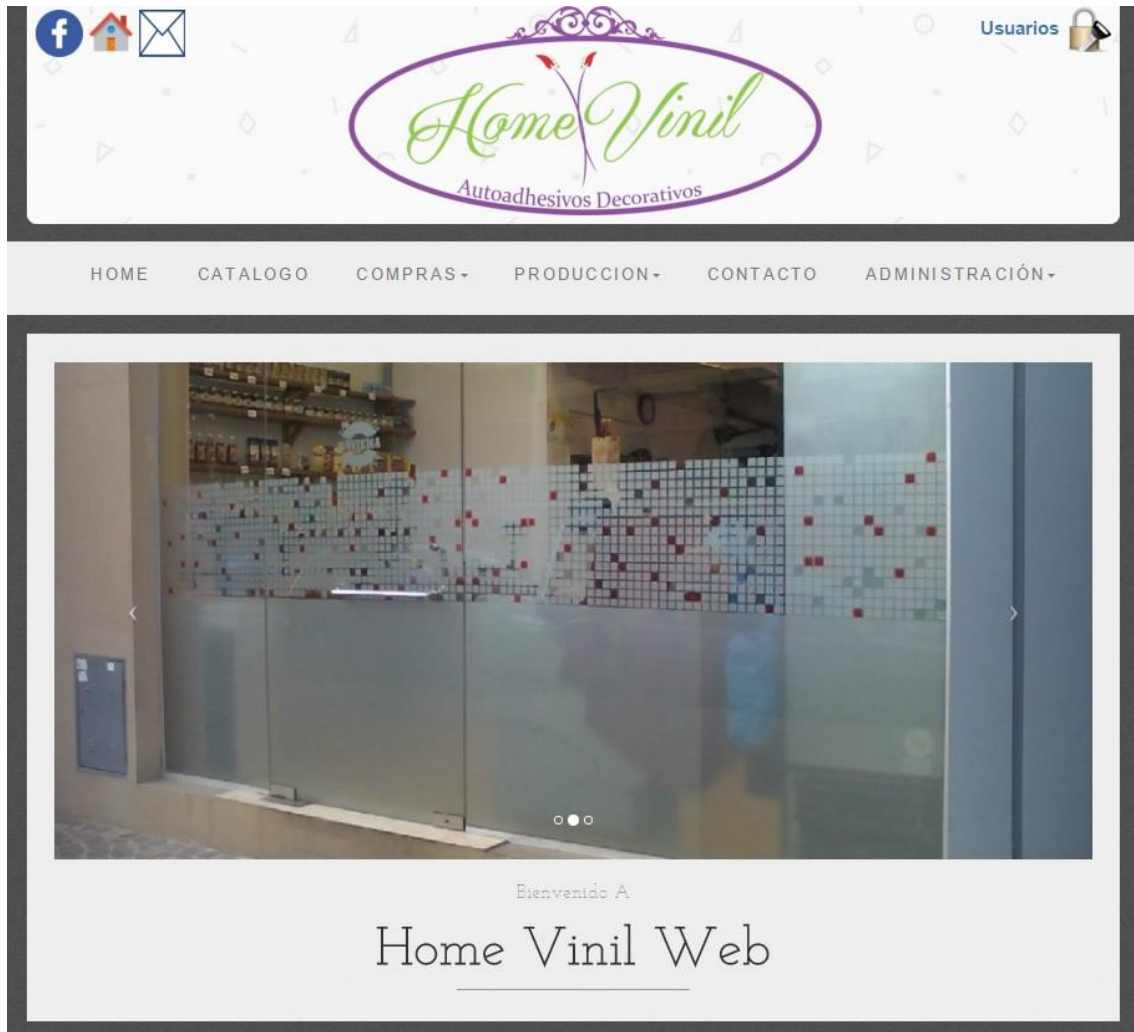 Usuarios
Home Vinil
Autoadhesivos Decorativos
HOME CATALOGO COMPRAS PRODUCCION CONTACTO ADMINISTRACIÓN
Bienvenido A
Home Vinil Web